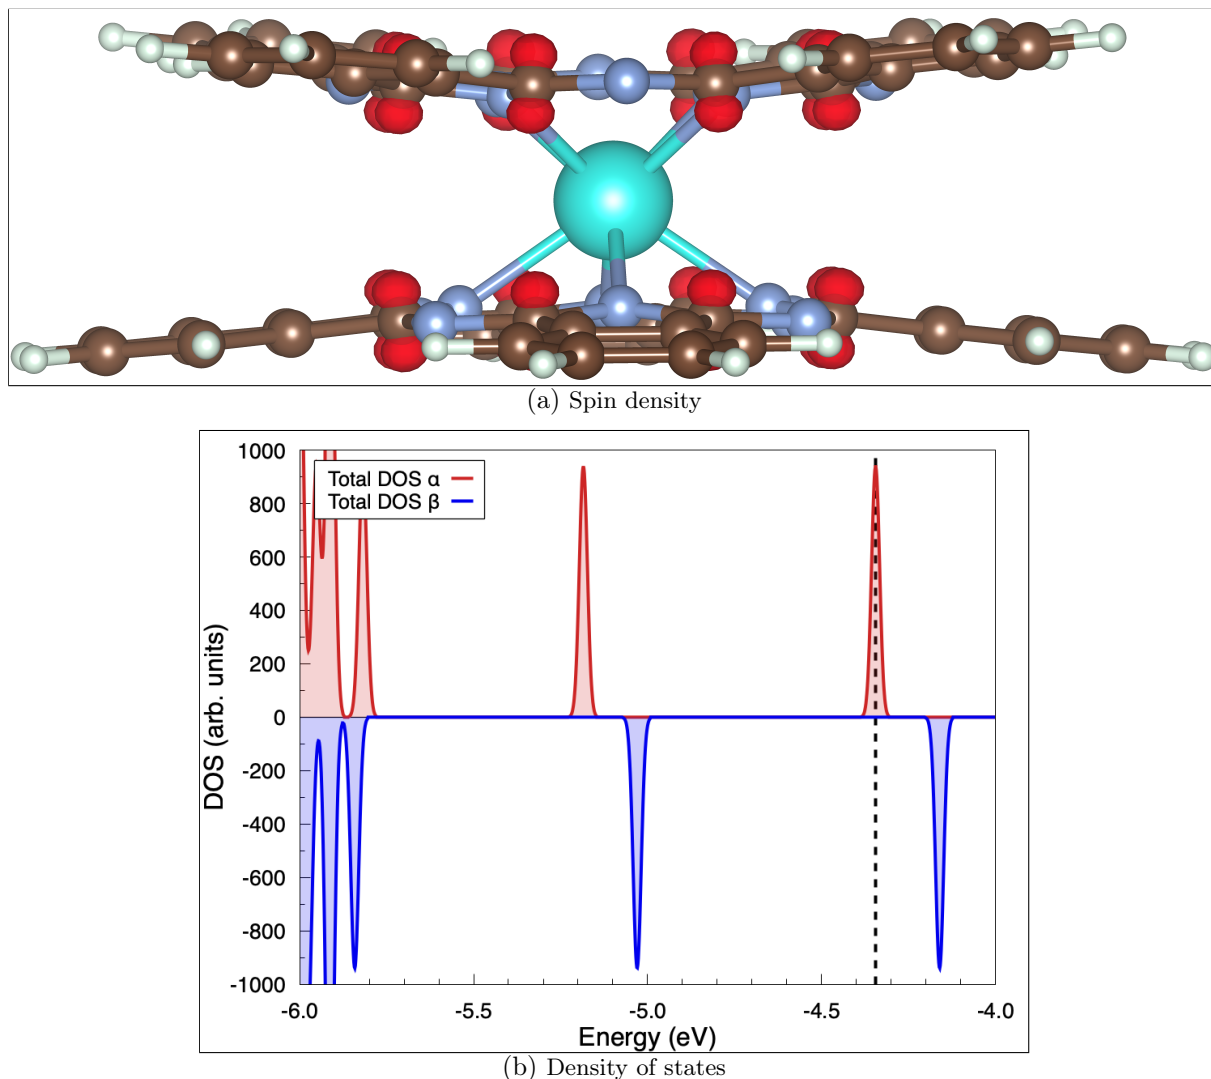 (a) Spin density
1000
800
600
400
200
0
-200
-400
-600
-800
-1000
DOS (arb. units)
Total DOS α
Total DOS β
-6.0 -5.5 -5.0 -4.5 -4.0
Energy (eV)
(b) Density of states